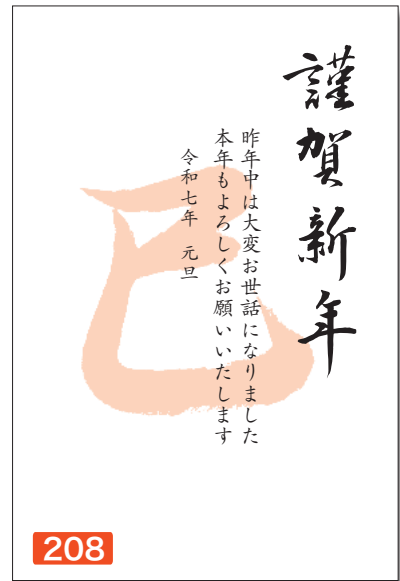 謹賀新年
昨年中は大変お世話になりました
本年もよろしくお願いいたします
令和七年 元旦
巳
208